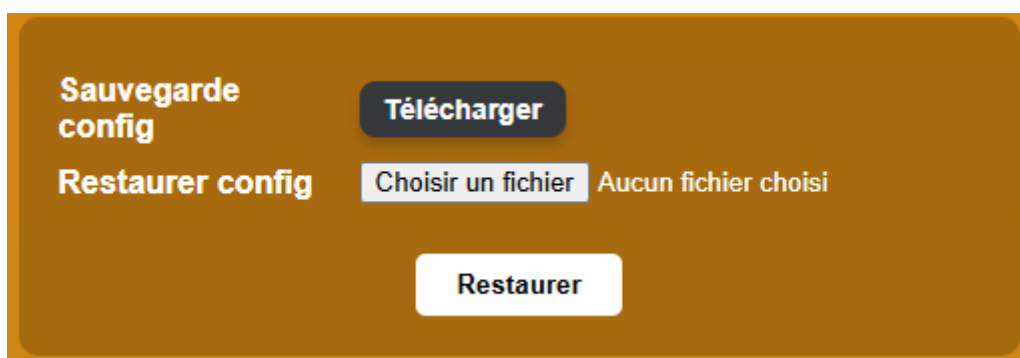 Sauvegarde
config
Télécharger
Restaurer config
Choisir un fichier Aucun fichier choisi
Restaurer